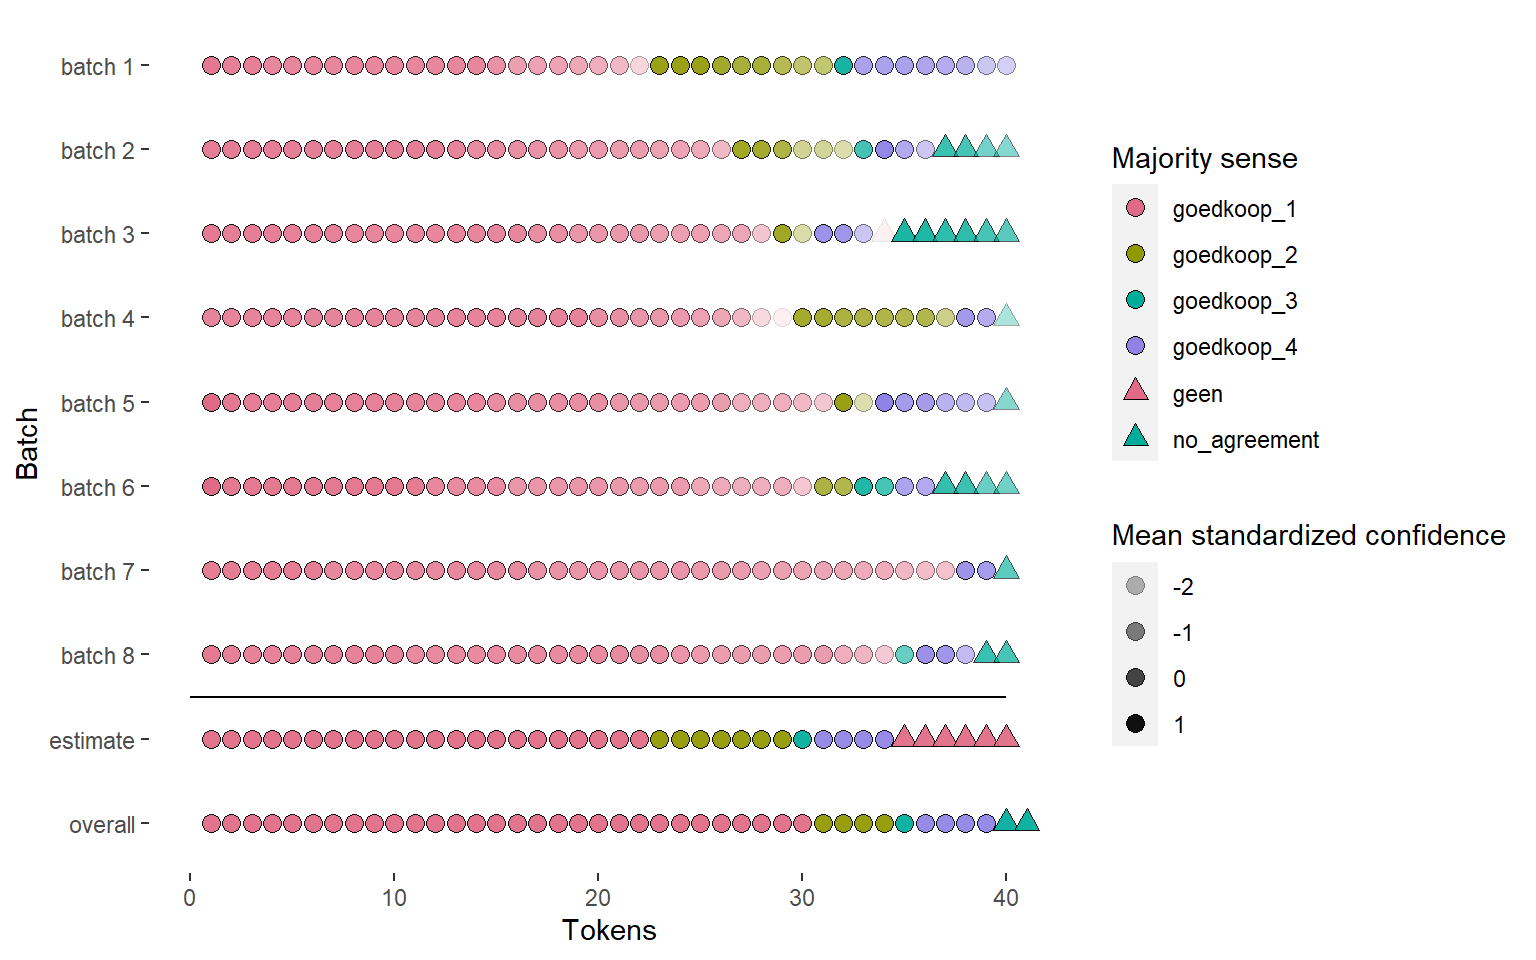 batch 1
batch 2
batch 3
batch 4
batch 5
batch 6
batch 7
batch 8
estimate
overall
Batch
0 10 20 30 40
Tokens
Majority sense
goedkoop_1
goedkoop_2
goedkoop_3
goedkoop_4
geen
no_agreement
Mean standardized confidence
-2
-1
0
1